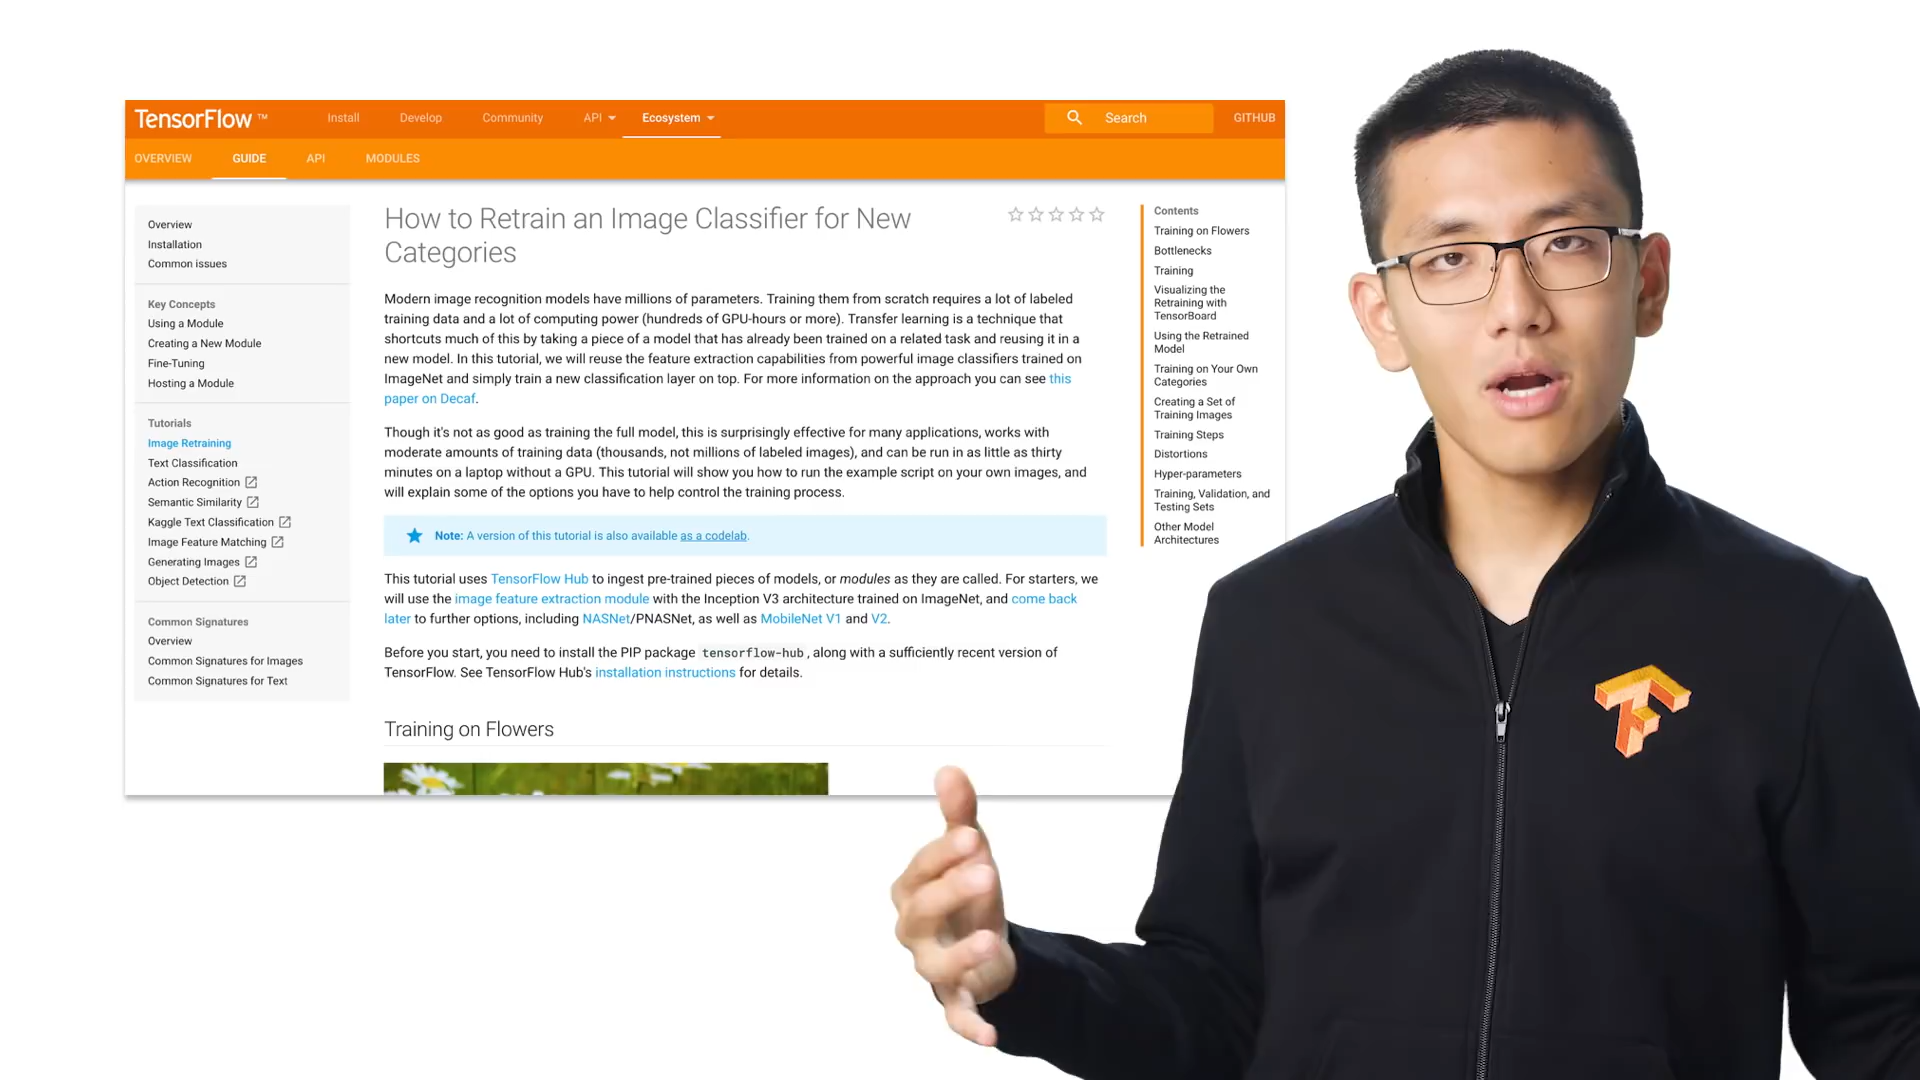 TensorFlow ™
Install
Develop
Community
API
Ecosystem
Search
GITHUB
OVERVIEW
GUIDE
API
MODULES
Overview
Installation
Common issues
Key Concepts
Using a Module
Creating a New Module
Fine-Tuning
Hosting a Module
Tutorials
Image Retraining
Text Classification
Action Recognition
Semantic Similarity
Kaggle Text Classification
Image Feature Matching
Generating Images
Object Detection
Common Signatures
Overview
Common Signatures for Images
Common Signatures for Text
How to Retrain an Image Classifier for New
Categories
Modern image recognition models have millions of parameters. Training them from scratch requires a lot of labeled
training data and a lot of computing power (hundreds of GPU-hours or more). Transfer learning is a technique that
shortcuts much of this by taking a piece of a model that has already been trained on a related task and reusing it in a
new model. In this tutorial, we will reuse the feature extraction capabilities from powerful image classifiers trained on
ImageNet and simply train a new classification layer on top. For more information on the approach you can see this
paper on Decaf.
Though it's not as good as training the full model, this is surprisingly effective for many applications, works with
moderate amounts of training data (thousands, not millions of labeled images), and can be run in as little as thirty
minutes on a laptop without a GPU. This tutorial will show you how to run the example script on your own images, and
will explain some of the options you have to help control the training process.
Note: A version of this tutorial is also available as a codelab.
This tutorial uses TensorFlow Hub to ingest pre-trained pieces of models, or modules as they are called. For starters, we
will use the image feature extraction module with the Inception V3 architecture trained on ImageNet, and come back
later to further options, including NASNet/PNASNet, as well as MobileNet V1 and V2.
Before you start, you need to install the PIP package tensorflow-hub, along with a sufficiently recent version of
TensorFlow. See TensorFlow Hub's installation instructions for details.
Training on Flowers
Contents
Training on Flowers
Bottlenecks
Training
Visualizing the
Retraining with
TensorBoard
Using the Retrained
Model
Training on Your Own
Categories
Creating a Set of
Training Images
Training Steps
Distortions
Hyper-parameters
Training, Validation, and
Testing Sets
Other Model
Architectures